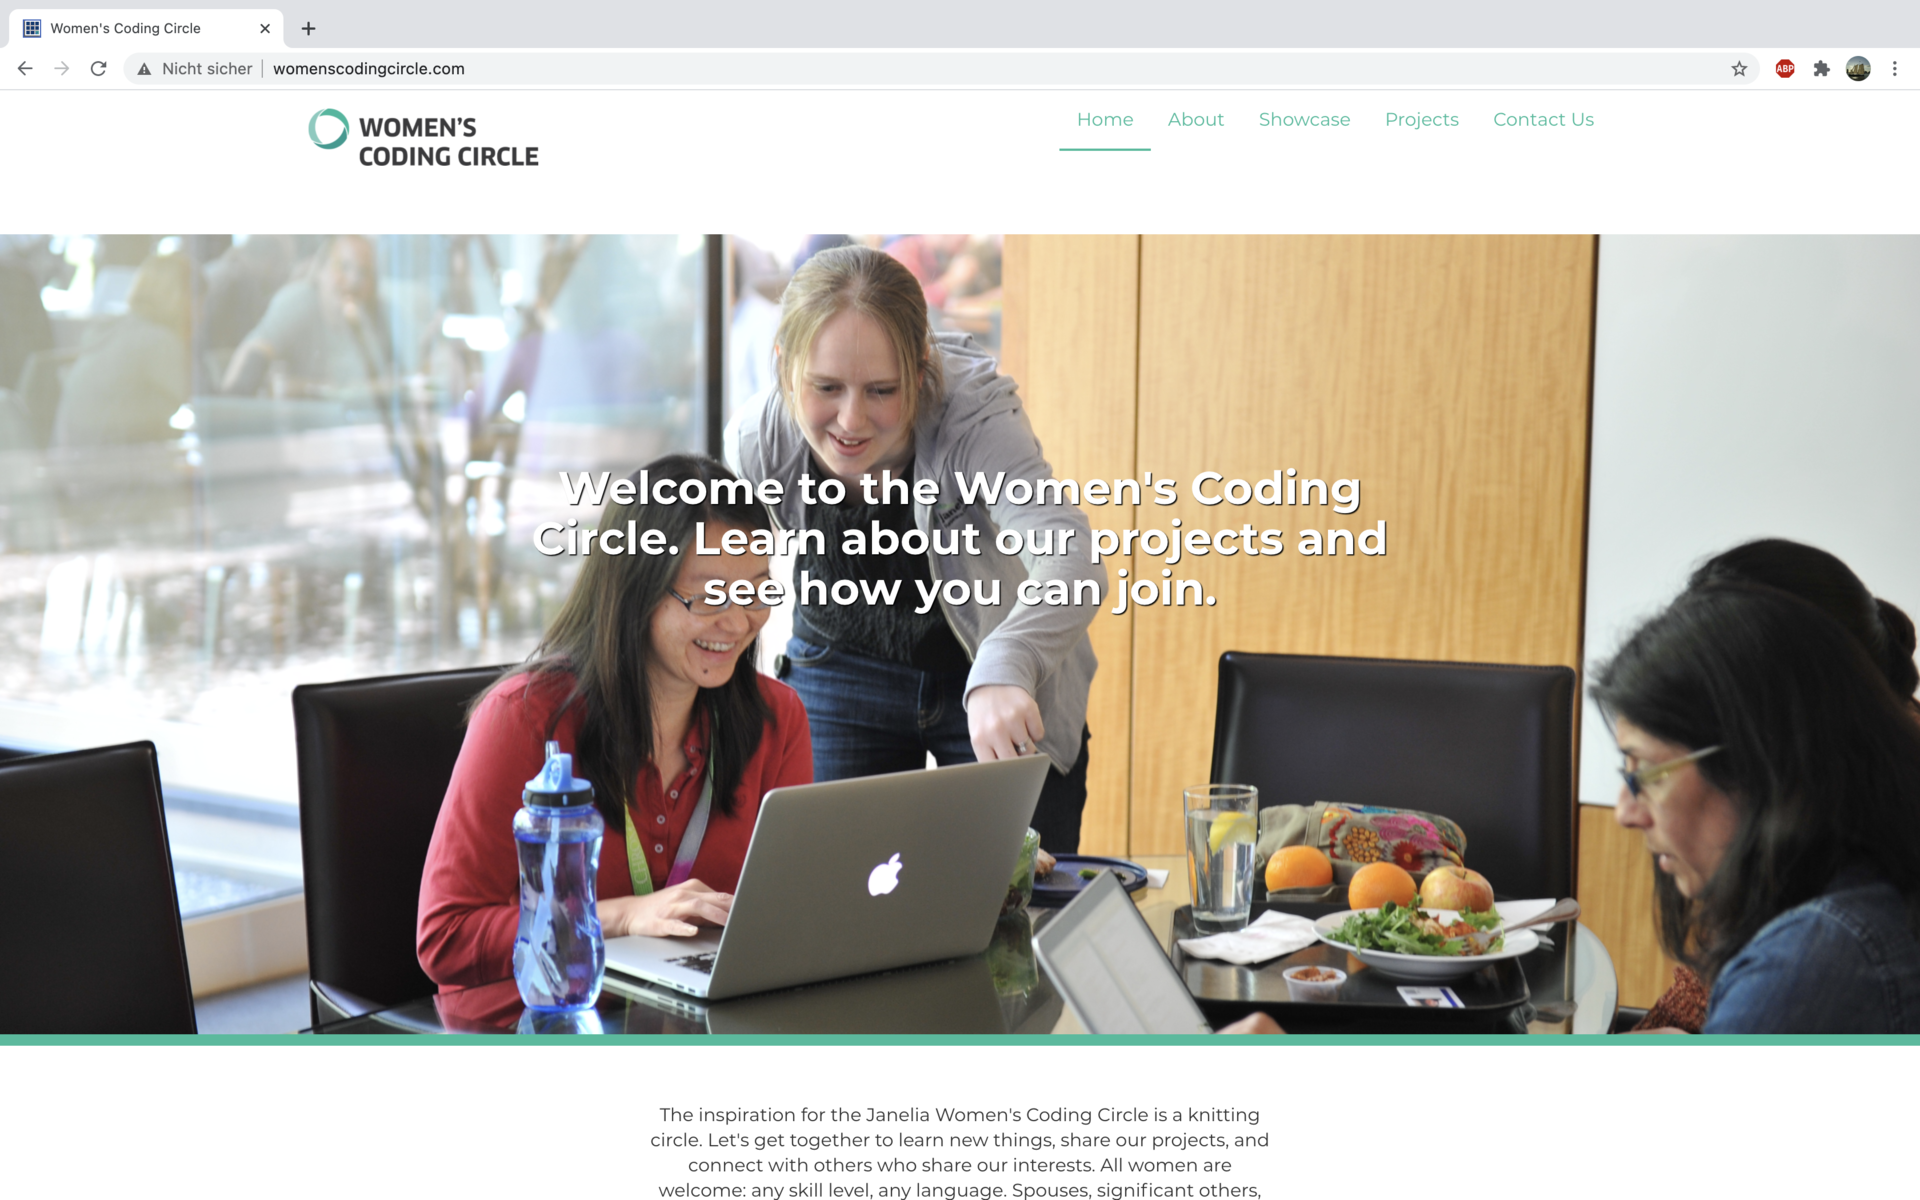 Women's Coding Circle
Nicht sicher
womenscodingcircle.com
ABP
WOMEN'S
CODING CIRCLE
Home
About
Showcase
Projects
Contact Us
Welcome to the Women's Coding
Circle. Learn about our projects and
see how you can join.
The inspiration for the Janelia Women's Coding Circle is a knitting
circle. Let's get together to learn new things, share our projects, and
connect with others who share our interests. All women are
welcome: any skill level, any language. Spouses, significant others,